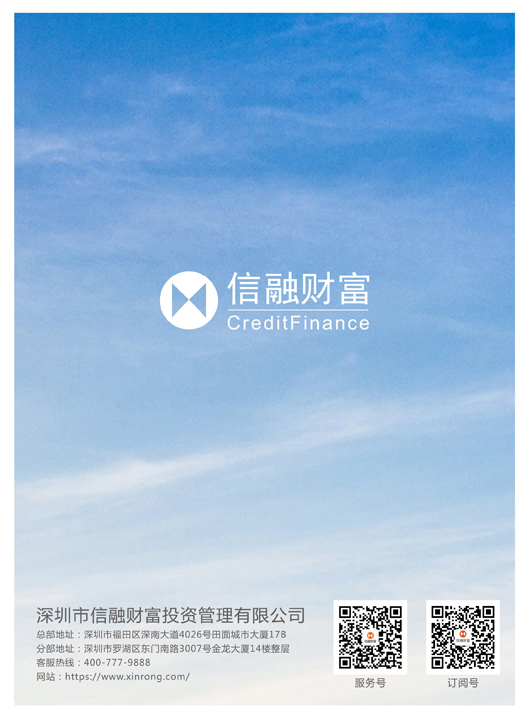 信融财富
CreditFinance
深圳市信融财富投资管理有限公司
总部地址：深圳市福田区深南大道4026号田面城市大厦17B
分部地址：深圳市罗湖区东门南路3007号金龙大厦14楼整层
客服热线：400-777-9888
网站：https://www.xinrong.com/
服务号
订阅号